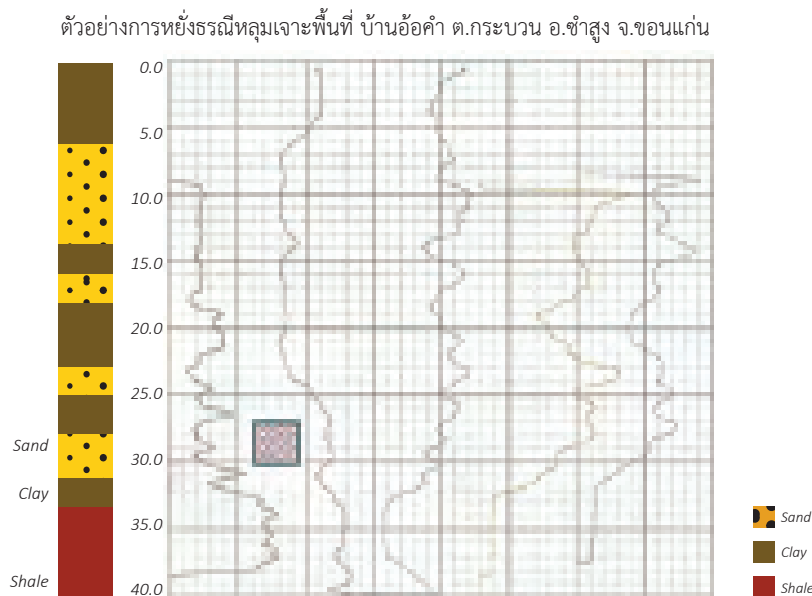 ตัวอย่างการหยั่งธรณีหลุมเจาะพื้นที่ บ้านอ้อคำ ต.กระบวน อ.ซำสูง จ.ขอนแก่น
0.0
5.0
10.0
15.0
20.0
25.0
Sand
30.0
Clay
35.0
Shale
40.0
Sand
Clay
Shale